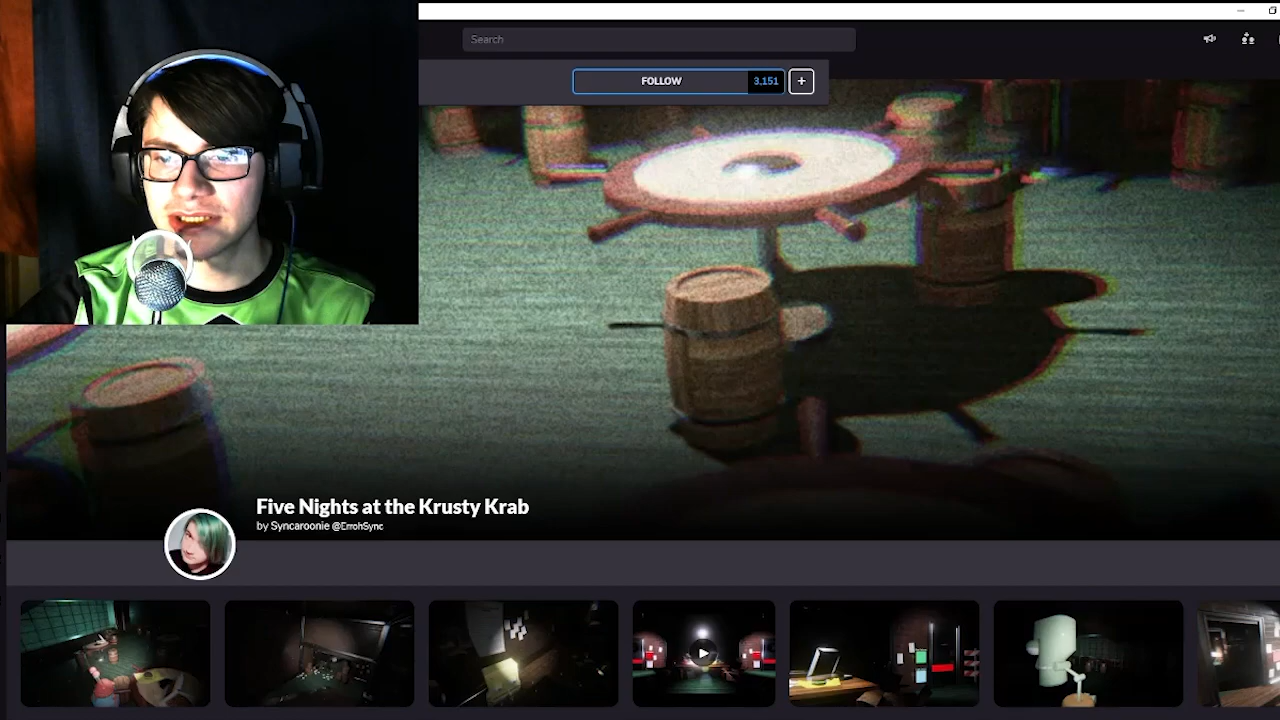 Search
FOLLOW 3,151 +
Five Nights at the Krusty Krab
by Syncaroonie @ErrohSync